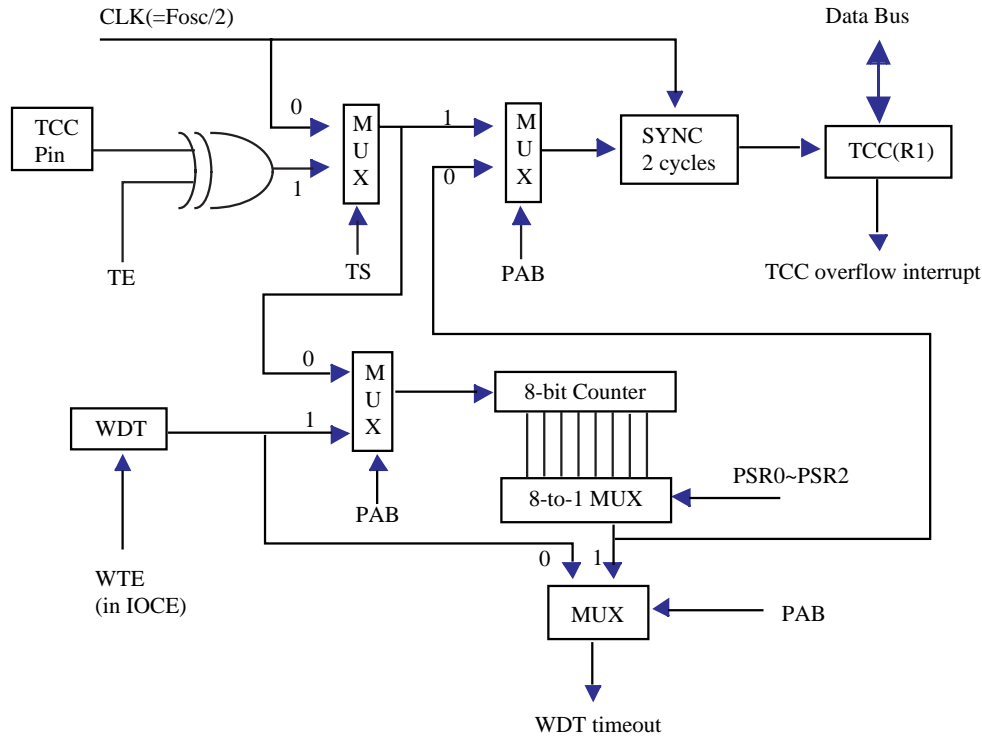 CLK(=Fosc/2)
Data Bus
0
TCC
Pin
M
U
X
1
M
U
X
SYNC
2 cycles
TCC(R1)
1
0
TE
TS
PAB
TCC overflow interrupt
0
M
U
X
8-bit Counter
WDT
1
PSR0~PSR2
8-to-1 MUX
PAB
0
1
WTE
(in IOCE)
MUX
PAB
WDT timeout